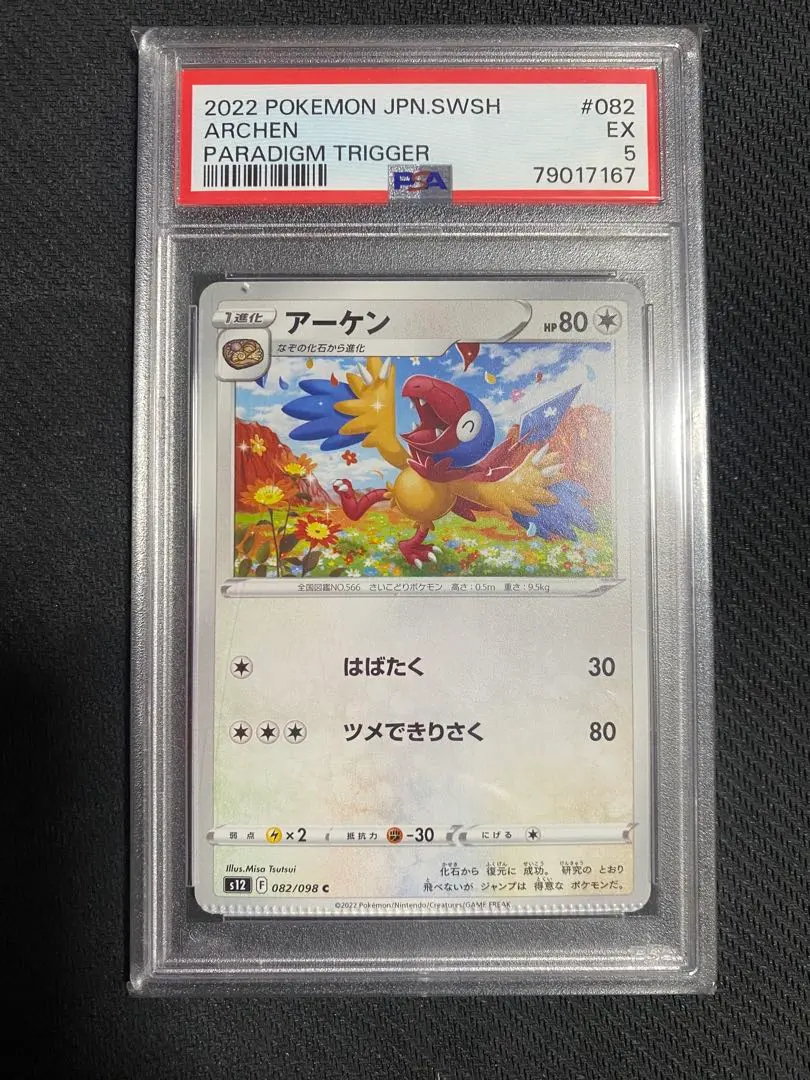 2022 POKEMON JPN.SWSH #082
ARCHEN EX
PARADIGM TRIGGER 5
PSA 79017167
1進化 アーケン HP80
なぞの化石から進化
全国図鑑NO.566 さいこどりポケモン 高さ:0.5m 重さ:9.5kg
はばたく 30
ツメできりさく 80
弱点 ×2 抵抗力 -30 にげる
Illus.Misa Tsutsui
化石から 復元に 成功。 研究の とおり
飛べないが ジャンプは 得意な ポケモンだ。
s12 F 082/098 C
©2022 Pokémon/Nintendo/Creatures/GAME FREAK